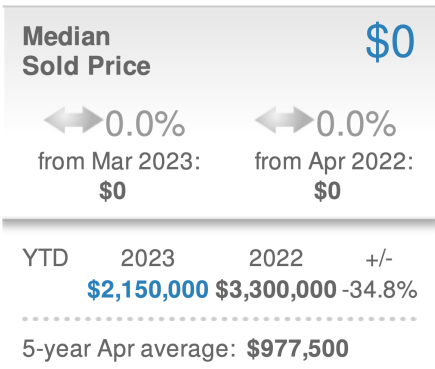 Median $0
Sold Price
0.0% 0.0%
from Mar 2023: from Apr 2022:
$0 $0
YTD 2023 2022 +/-
$2,150,000 $3,300,000 -34.8%
5-year Apr average: $977,500